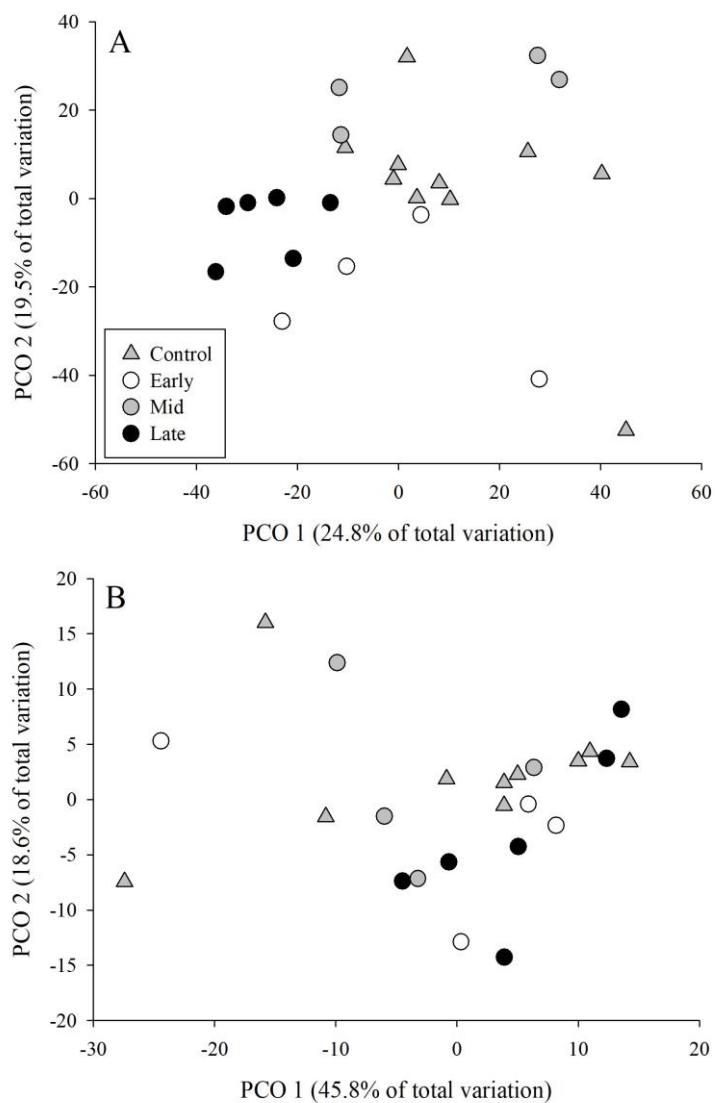 A
40
20
0
-20
-40
-60
PCO 2 (19.5% of total variation)
Control
Early
Mid
Late
-60 -40 -20 0 20 40 60
PCO 1 (24.8% of total variation)
B
20
15
10
5
0
-5
-10
-15
-20
PCO 2 (18.6% of total variation)
-30 -20 -10 0 10 20
PCO 1 (45.8% of total variation)